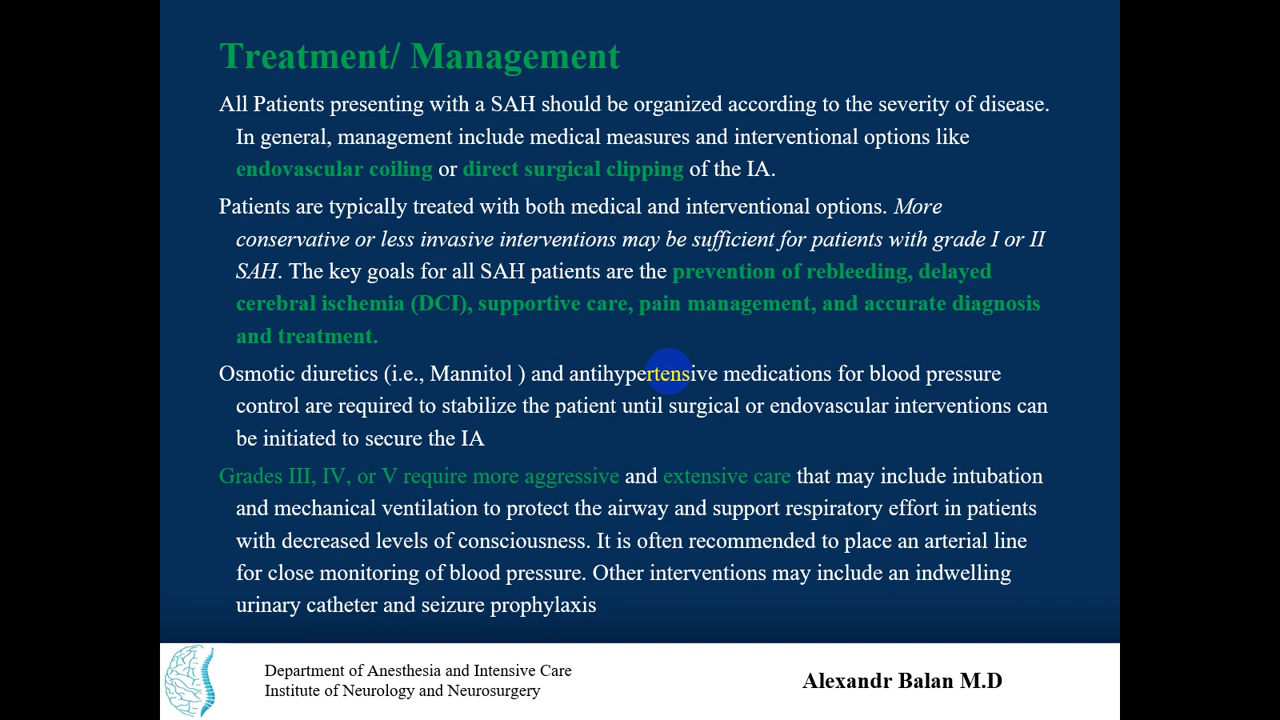 Treatment/ Management
All Patients presenting with a SAH should be organized according to the severity of disease.
In general, management include medical measures and interventional options like
endovascular coiling or direct surgical clipping of the IA.
Patients are typically treated with both medical and interventional options. More
conservative or less invasive interventions may be sufficient for patients with grade I or II
SAH. The key goals for all SAH patients are the prevention of rebleeding, delayed
cerebral ischemia (DCI), supportive care, pain management, and accurate diagnosis
and treatment.
Osmotic diuretics (i.e., Mannitol ) and antihypertensive medications for blood pressure
control are required to stabilize the patient until surgical or endovascular interventions can
be initiated to secure the IA
Grades III, IV, or V require more aggressive and extensive care that may include intubation
and mechanical ventilation to protect the airway and support respiratory effort in patients
with decreased levels of consciousness. It is often recommended to place an arterial line
for close monitoring of blood pressure. Other interventions may include an indwelling
urinary catheter and seizure prophylaxis
Department of Anesthesia and Intensive Care
Institute of Neurology and Neurosurgery
Alexandr Balan M.D